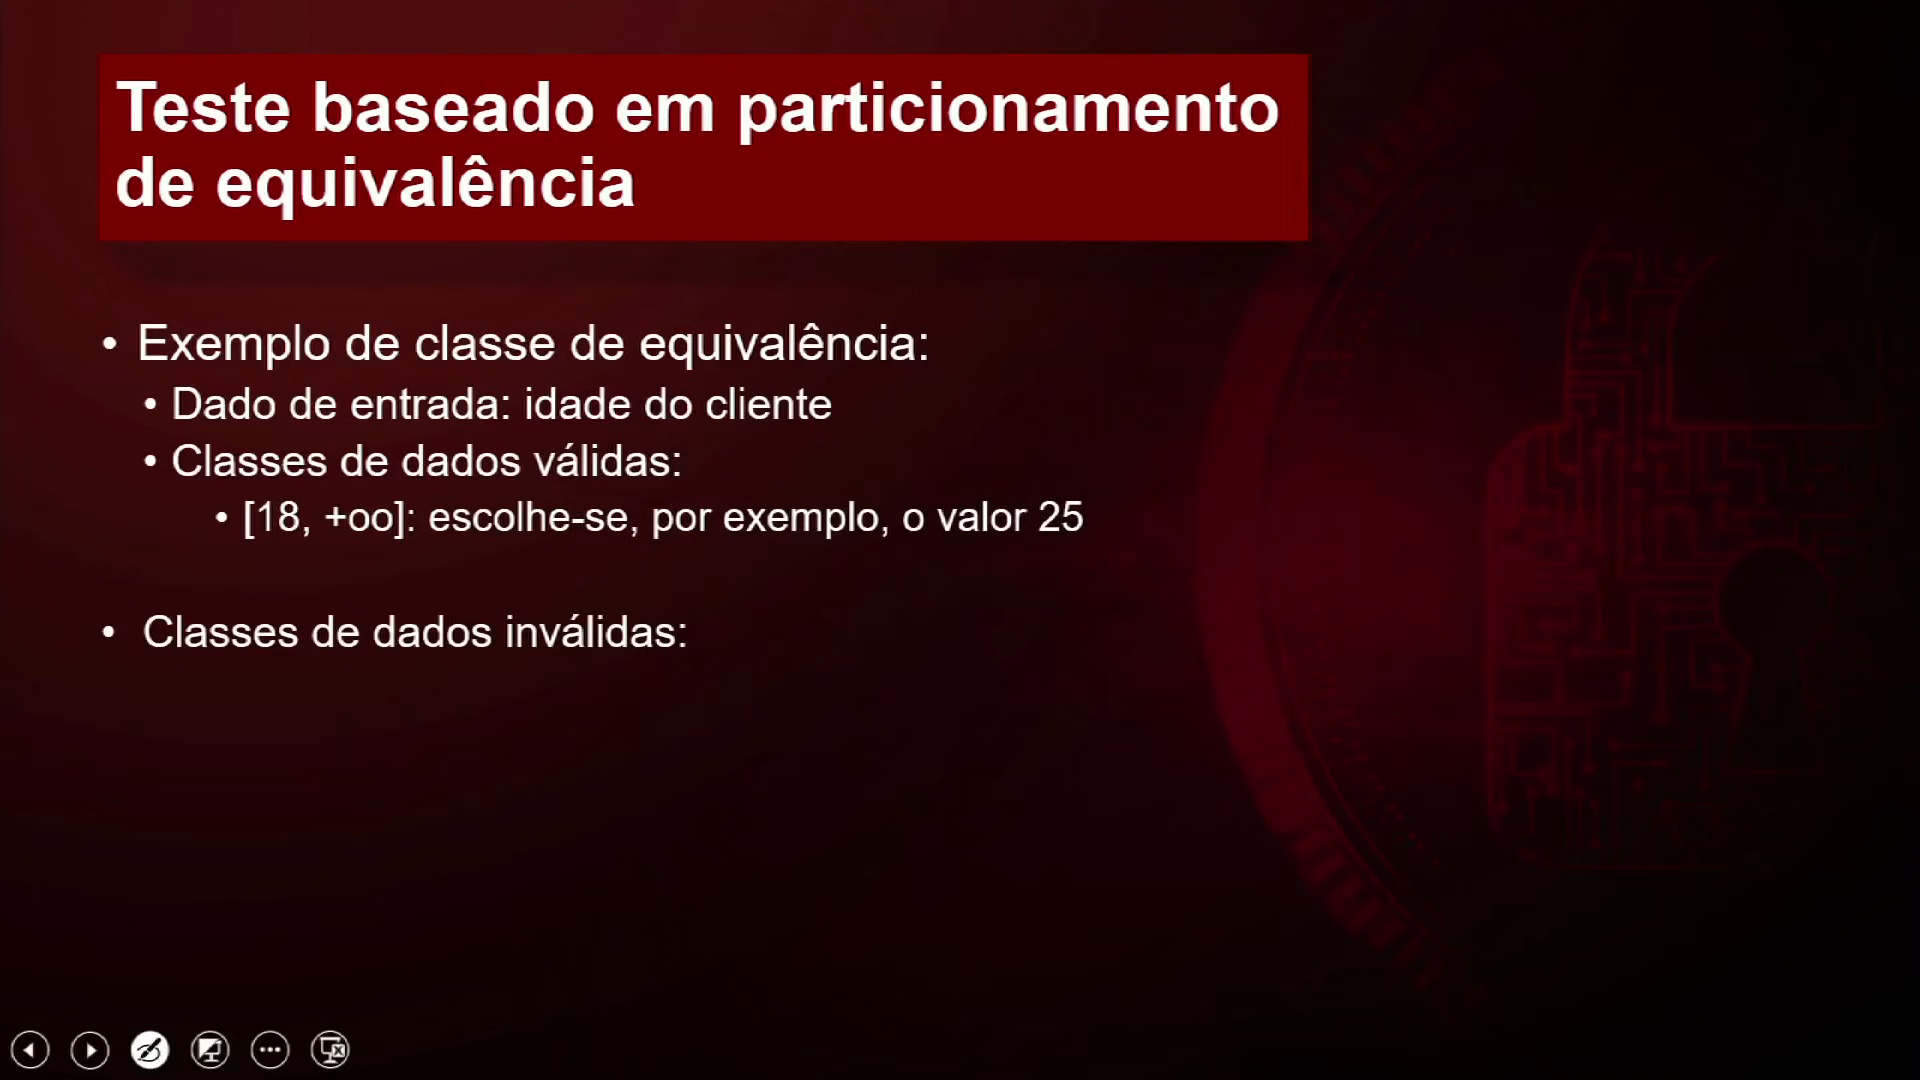 Teste baseado em particionamento
de equivalência
• Exemplo de classe de equivalência:
• Dado de entrada: idade do cliente
• Classes de dados válidas:
• [18, +oo]: escolhe-se, por exemplo, o valor 25
• Classes de dados inválidas: